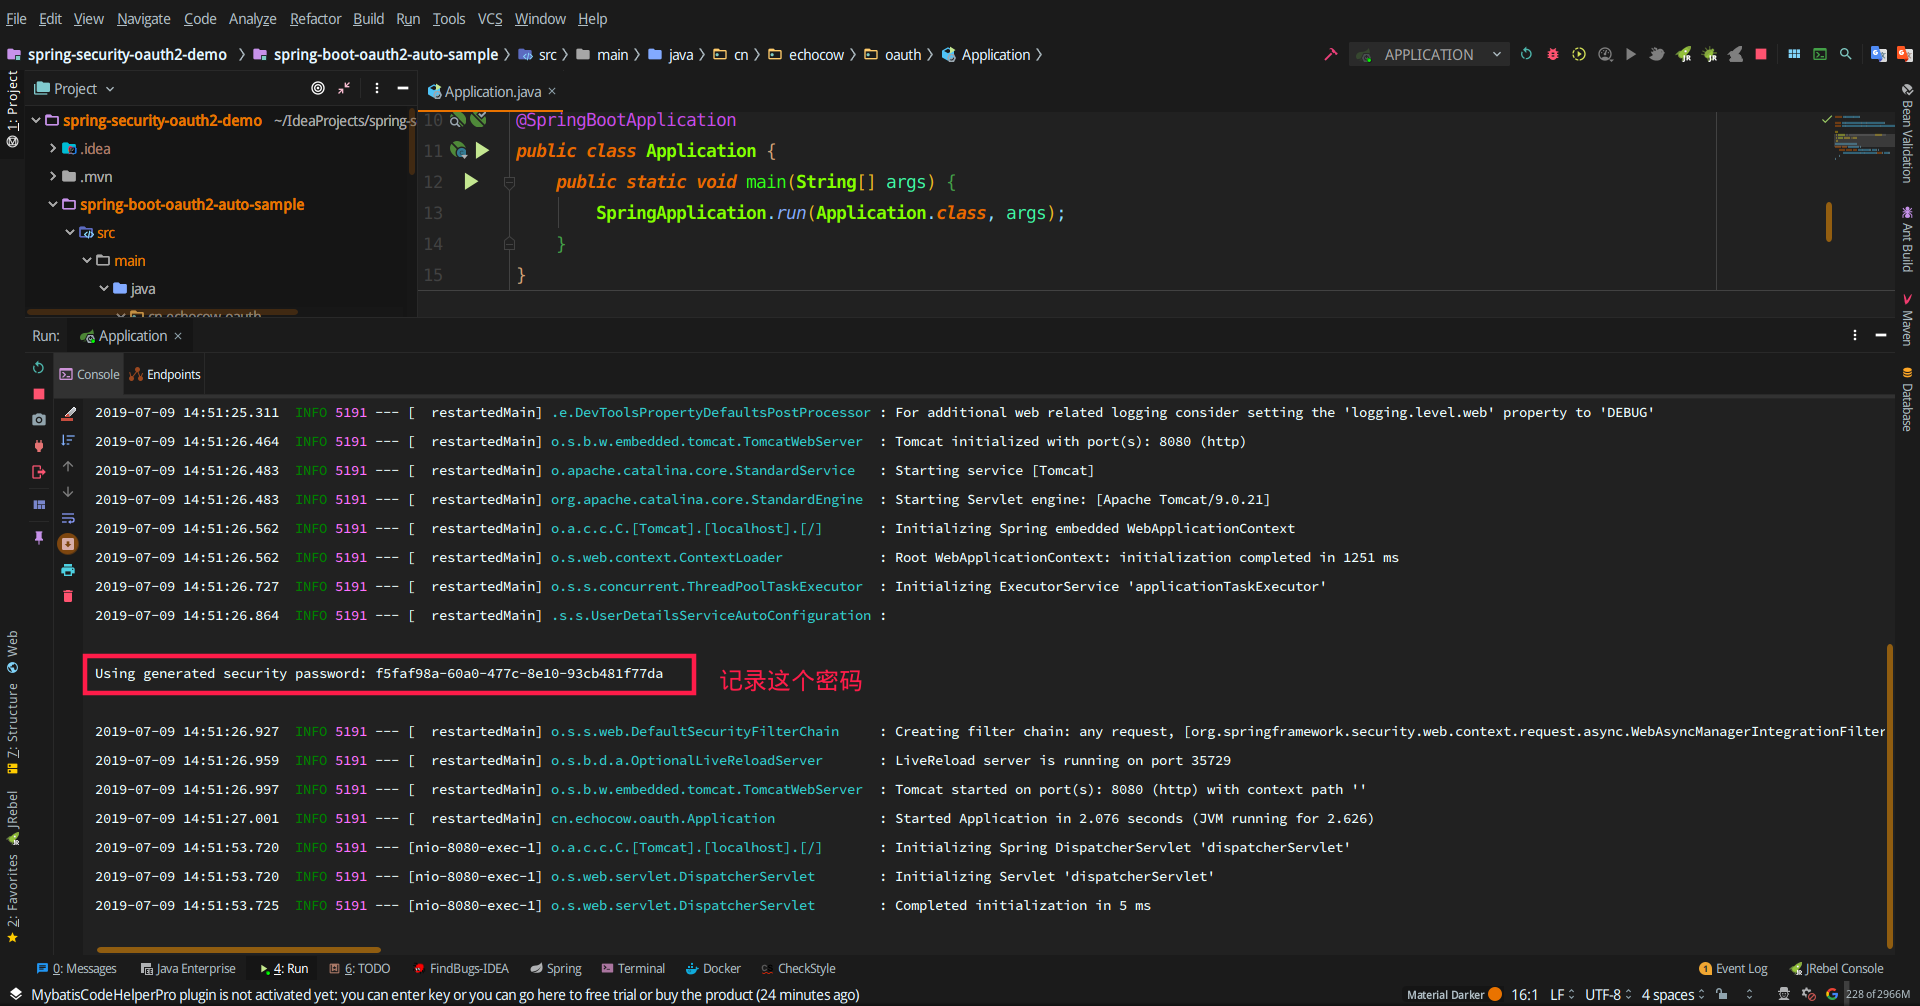 File Edit View Navigate Code Analyze Refactor Build Run Tools VCS Window Help
spring-security-oauth2-demo spring-boot-oauth2-auto-sample src main java cn echocow oauth Application APPLICATION
Project
Application.java
spring-security-oauth2-demo ~/IdeaProjects/spring-s
.idea
.mvn
spring-boot-oauth2-auto-sample
src
main
java
cn.echocow.oauth
10 @SpringBootApplication
11 public class Application {
12 public static void main(String[] args) {
13 SpringApplication.run(Application.class, args);
14 }
15 }
Run: Application
Console Endpoints
2019-07-09 14:51:25.311 INFO 5191 --- [ restartedMain] .e.DevToolsPropertyDefaultsPostProcessor : For additional web related logging consider setting the 'logging.level.web' property to 'DEBUG'
2019-07-09 14:51:26.464 INFO 5191 --- [ restartedMain] o.s.b.w.embedded.tomcat.TomcatWebServer : Tomcat initialized with port(s): 8080 (http)
2019-07-09 14:51:26.483 INFO 5191 --- [ restartedMain] o.apache.catalina.core.StandardService : Starting service [Tomcat]
2019-07-09 14:51:26.483 INFO 5191 --- [ restartedMain] org.apache.catalina.core.StandardEngine : Starting Servlet engine: [Apache Tomcat/9.0.21]
2019-07-09 14:51:26.562 INFO 5191 --- [ restartedMain] o.a.c.c.C.[Tomcat].[localhost].[/] : Initializing Spring embedded WebApplicationContext
2019-07-09 14:51:26.562 INFO 5191 --- [ restartedMain] o.s.web.context.ContextLoader : Root WebApplicationContext: initialization completed in 1251 ms
2019-07-09 14:51:26.727 INFO 5191 --- [ restartedMain] o.s.s.concurrent.ThreadPoolTaskExecutor : Initializing ExecutorService 'applicationTaskExecutor'
2019-07-09 14:51:26.864 INFO 5191 --- [ restartedMain] .s.s.UserDetailsServiceAutoConfiguration :
Using generated security password: f5faf98a-60a0-477c-8e10-93cb481f77da
记录这个密码
2019-07-09 14:51:26.927 INFO 5191 --- [ restartedMain] o.s.s.web.DefaultSecurityFilterChain : Creating filter chain: any request, [org.springframework.security.web.context.request.async.WebAsyncManagerIntegrationFilter
2019-07-09 14:51:26.959 INFO 5191 --- [ restartedMain] o.s.b.d.a.OptionalLiveReloadServer : LiveReload server is running on port 35729
2019-07-09 14:51:26.997 INFO 5191 --- [ restartedMain] o.s.b.w.embedded.tomcat.TomcatWebServer : Tomcat started on port(s): 8080 (http) with context path ''
2019-07-09 14:51:27.001 INFO 5191 --- [ restartedMain] cn.echocow.oauth.Application : Started Application in 2.076 seconds (JVM running for 2.626)
2019-07-09 14:51:53.720 INFO 5191 --- [nio-8080-exec-1] o.a.c.c.C.[Tomcat].[localhost].[/] : Initializing Spring DispatcherServlet 'dispatcherServlet'
2019-07-09 14:51:53.720 INFO 5191 --- [nio-8080-exec-1] o.s.web.servlet.DispatcherServlet : Initializing Servlet 'dispatcherServlet'
2019-07-09 14:51:53.725 INFO 5191 --- [nio-8080-exec-1] o.s.web.servlet.DispatcherServlet : Completed initialization in 5 ms
1: Project
Web
7: Structure
JRebel
2: Favorites
Bean Validation
Ant Build
Maven
Database
0: Messages Java Enterprise 4: Run 6: TODO FindBugs-IDEA Spring Terminal Docker CheckStyle 1 Event Log JRebel Console
MybatisCodeHelperPro plugin is not activated yet: you can enter key or you can go here to free trial or buy the product (24 minutes ago) Material Darker 16:1 LF UTF-8 4 spaces 228 of 2966M